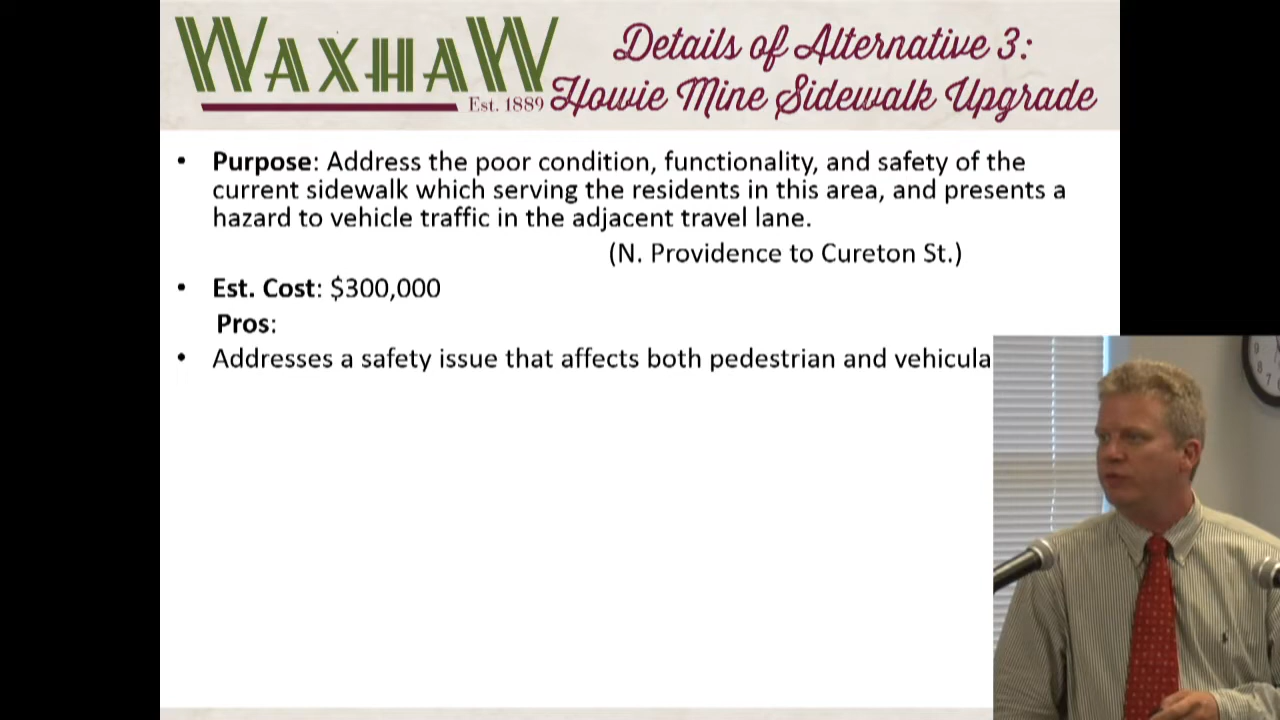 WAXHAW
Est. 1889
Details of Alternative 3:
Howie Mine Sidewalk Upgrade
• Purpose: Address the poor condition, functionality, and safety of the
current sidewalk which serving the residents in this area, and presents a
hazard to vehicle traffic in the adjacent travel lane.
(N. Providence to Cureton St.)
• Est. Cost: $300,000
Pros:
• Addresses a safety issue that affects both pedestrian and vehicula